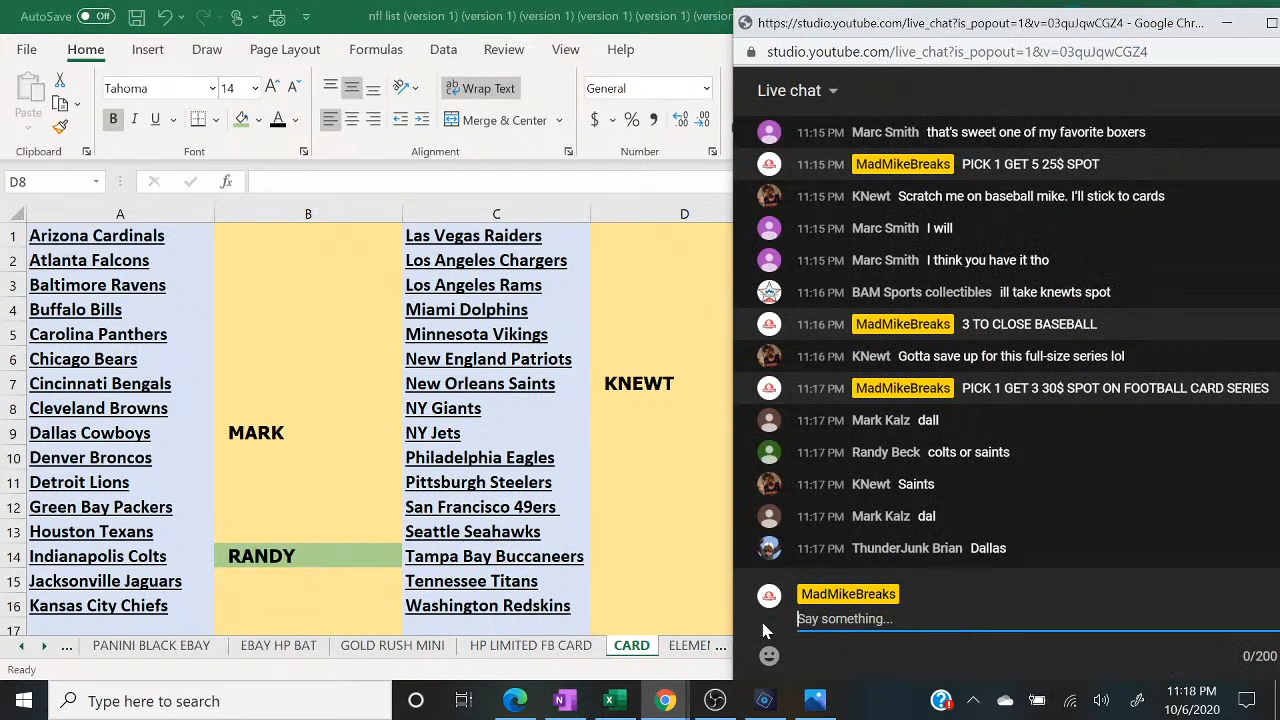 AutoSave Off nfl list (version 1) (version 1) (version 1) (version
File Home Insert Draw Page Layout Formulas Data Review View Help
Paste Tahoma 14 A A Wrap Text General
B I U A Merge & Center $ % , .00
Clipboard Font Alignment Number
D8 fx
A B C D
1 Arizona Cardinals Las Vegas Raiders
2 Atlanta Falcons Los Angeles Chargers
3 Baltimore Ravens Los Angeles Rams
4 Buffalo Bills Miami Dolphins
5 Carolina Panthers Minnesota Vikings
6 Chicago Bears New England Patriots
7 Cincinnati Bengals New Orleans Saints KNEWT
8 Cleveland Browns NY Giants
9 Dallas Cowboys MARK NY Jets
10 Denver Broncos Philadelphia Eagles
11 Detroit Lions Pittsburgh Steelers
12 Green Bay Packers San Francisco 49ers
13 Houston Texans Seattle Seahawks
14 Indianapolis Colts RANDY Tampa Bay Buccaneers
15 Jacksonville Jaguars Tennessee Titans
16 Kansas City Chiefs Washington Redskins
17
... PANINI BLACK EBAY EBAY HP BAT GOLD RUSH MINI HP LIMITED FB CARD CARD ELEMEN ...
Ready
https://studio.youtube.com/live_chat?is_popout=1&v=03quJqwCGZ4 - Google Chr...
studio.youtube.com/live_chat?is_popout=1&v=03quJqwCGZ4
Live chat
11:15 PM Marc Smith that's sweet one of my favorite boxers
11:15 PM MadMikeBreaks PICK 1 GET 5 25$ SPOT
11:15 PM KNewt Scratch me on baseball mike. I'll stick to cards
11:15 PM Marc Smith I will
11:15 PM Marc Smith I think you have it tho
11:16 PM BAM Sports collectibles ill take knewts spot
11:16 PM MadMikeBreaks 3 TO CLOSE BASEBALL
11:16 PM KNewt Gotta save up for this full-size series lol
11:17 PM MadMikeBreaks PICK 1 GET 3 30$ SPOT ON FOOTBALL CARD SERIES
11:17 PM Mark Kalz dall
11:17 PM Randy Beck colts or saints
11:17 PM KNewt Saints
11:17 PM Mark Kalz dal
11:17 PM ThunderJunk Brian Dallas
MadMikeBreaks
Say something...
0/200
Type here to search
11:18 PM
10/6/2020